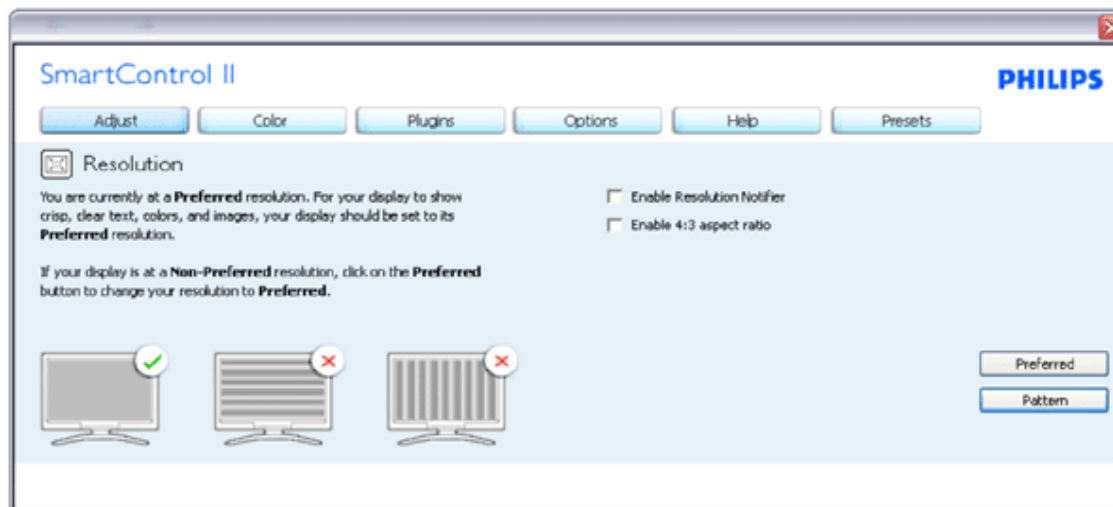 SmartControl II
PHILIPS
Adjust Color Plugins Options Help Presets
Resolution
You are currently at a Preferred resolution. For your display to show
crisp, clear text, colors, and images, your display should be set to its
Preferred resolution.
If your display is at a Non-Preferred resolution, click on the Preferred
button to change your resolution to Preferred.
Enable Resolution Notifier
Enable 4:3 aspect ratio
Preferred
Pattern